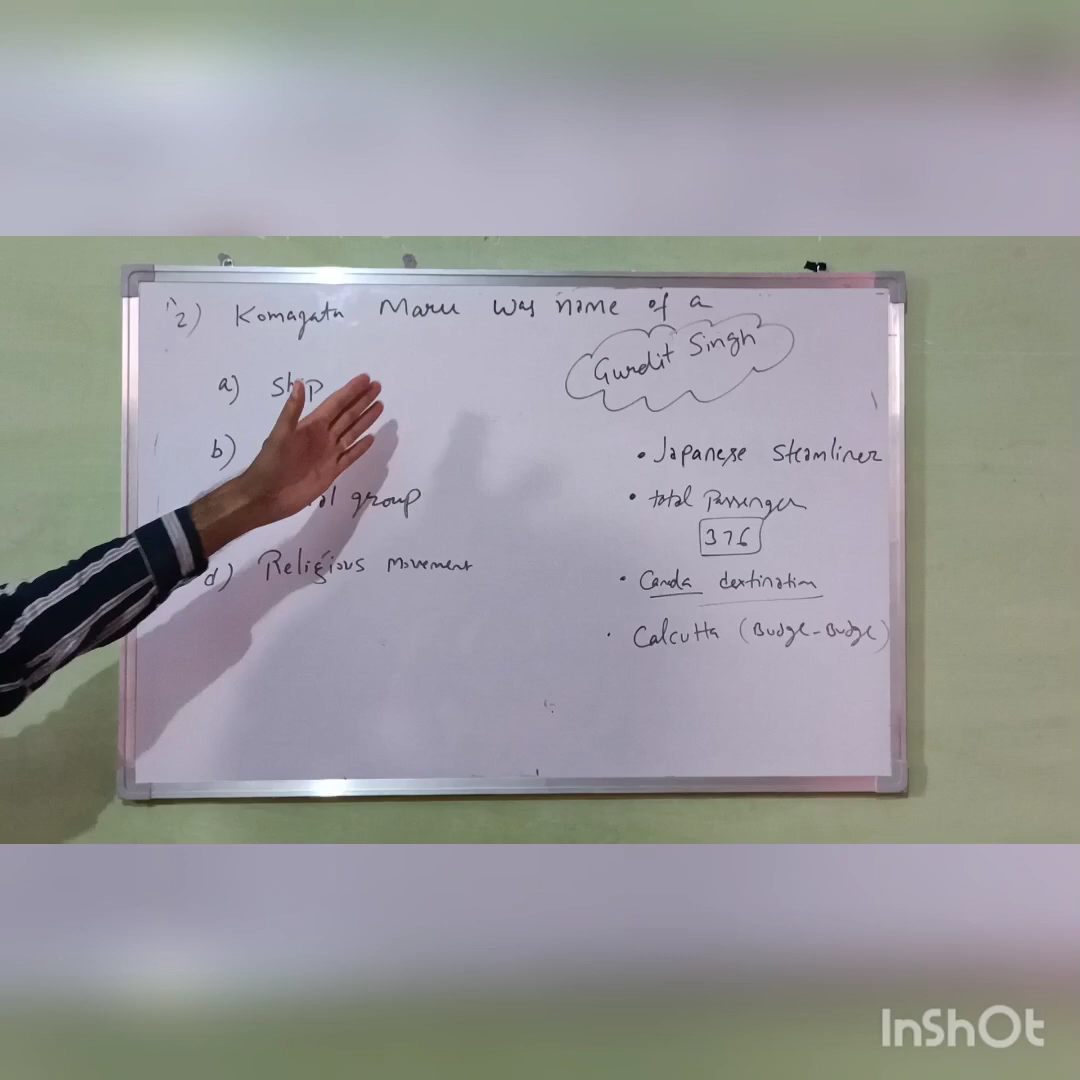 2) Komagata Maru was name of a
Gurdit Singh
a) Ship
b)
group
d) Religious Movement
• Japanese Steamliner
• total Passenger
376
• Canda destination
• Calcutta (Budge-Budge)
InShOt